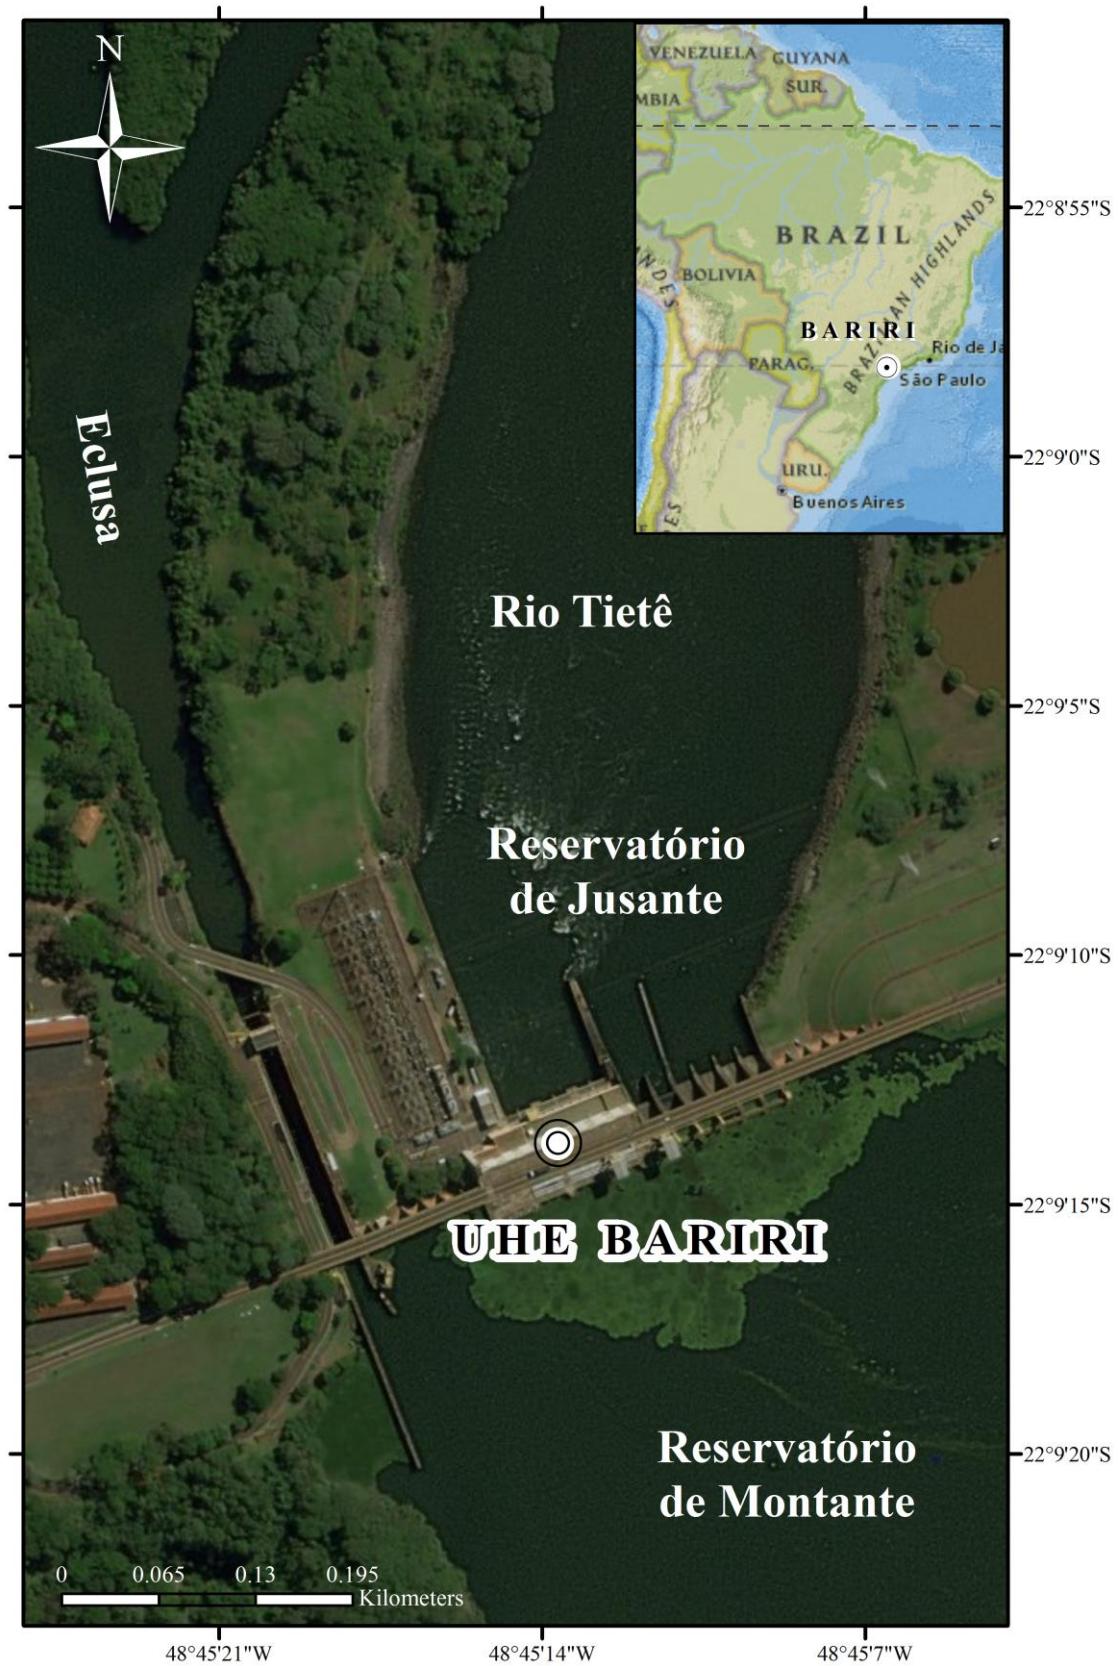 N
VENEZUELA
GUYANA
SUR.
MBIA
BRAZIL
BOLIVIA
ANDES
BRAZILIAN HIGHLANDS
BARIRI
Rio de Ja
PARAG.
São Paulo
URU.
Buenos Aires
DES
22°8'55"S
22°9'0"S
22°9'5"S
22°9'10"S
22°9'15"S
22°9'20"S
Eclusa
Rio Tietê
Reservatório
de Jusante
UHE BARIRI
Reservatório
de Montante
0 0.065 0.13 0.195
Kilometers
48°45'21"W 48°45'14"W 48°45'7"W